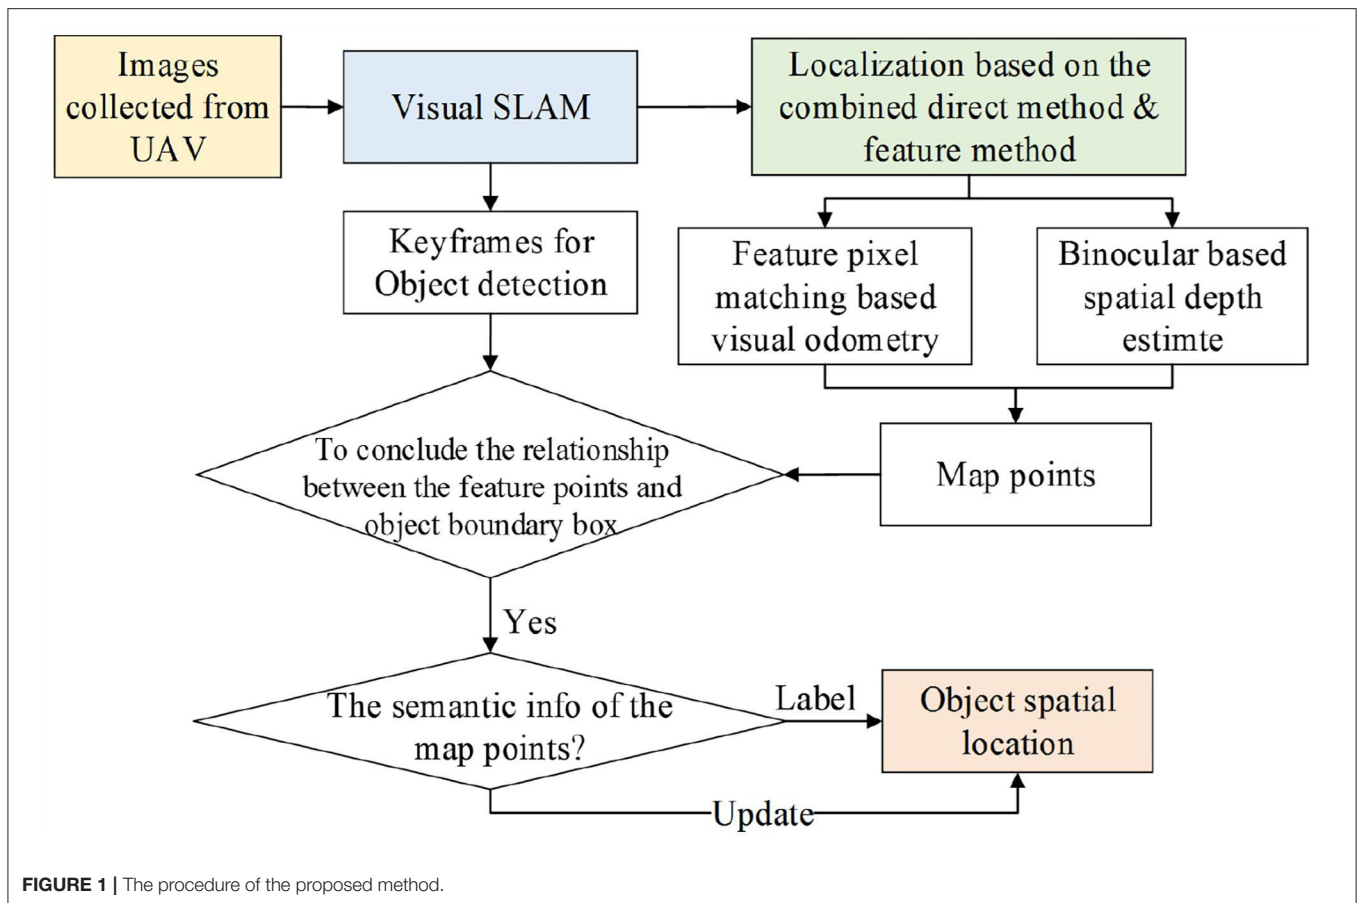 Images
collected from
UAV
Visual SLAM
Localization based on the
combined direct method &
feature method
Keyframes for
Object detection
Feature pixel
matching based
visual odometry
Binocular based
spatial depth
estimte
To conclude the relationship
between the feature points and
object boundary box
Map points
Yes
The semantic info of the
map points?
Label
Object spatial
location
Update
FIGURE 1 | The procedure of the proposed method.